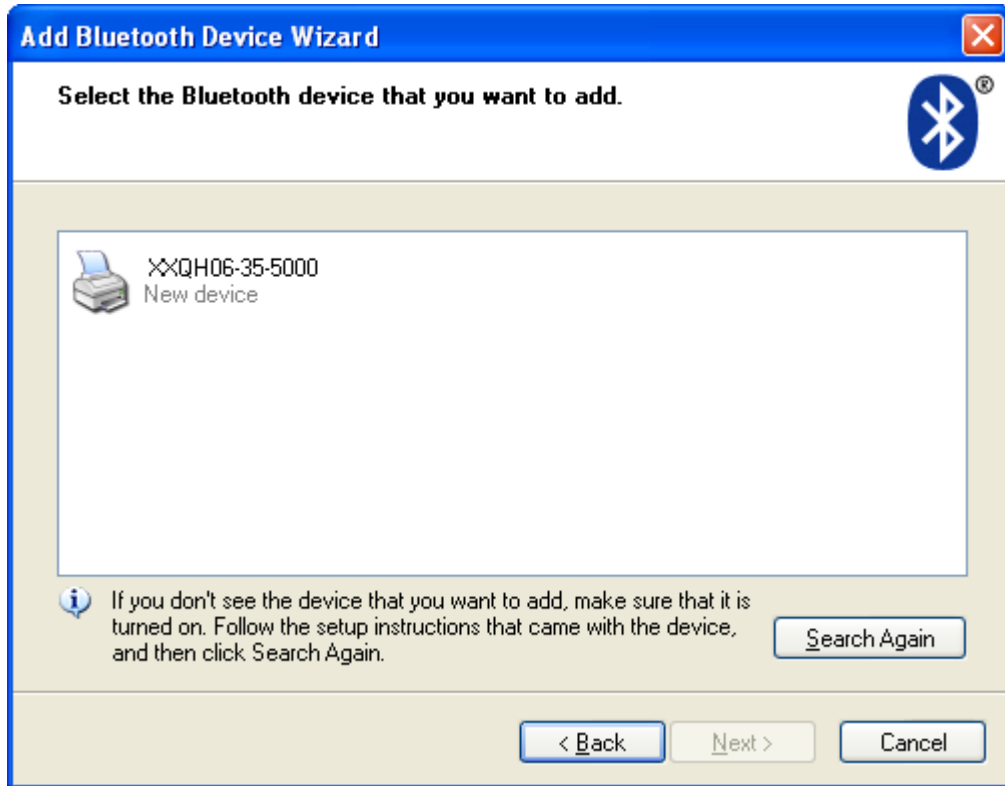 Add Bluetooth Device Wizard
Select the Bluetooth device that you want to add.
®
XXQH06-35-5000
New device
If you don't see the device that you want to add, make sure that it is
turned on. Follow the setup instructions that came with the device,
and then click Search Again.
Search Again
< Back
Next >
Cancel